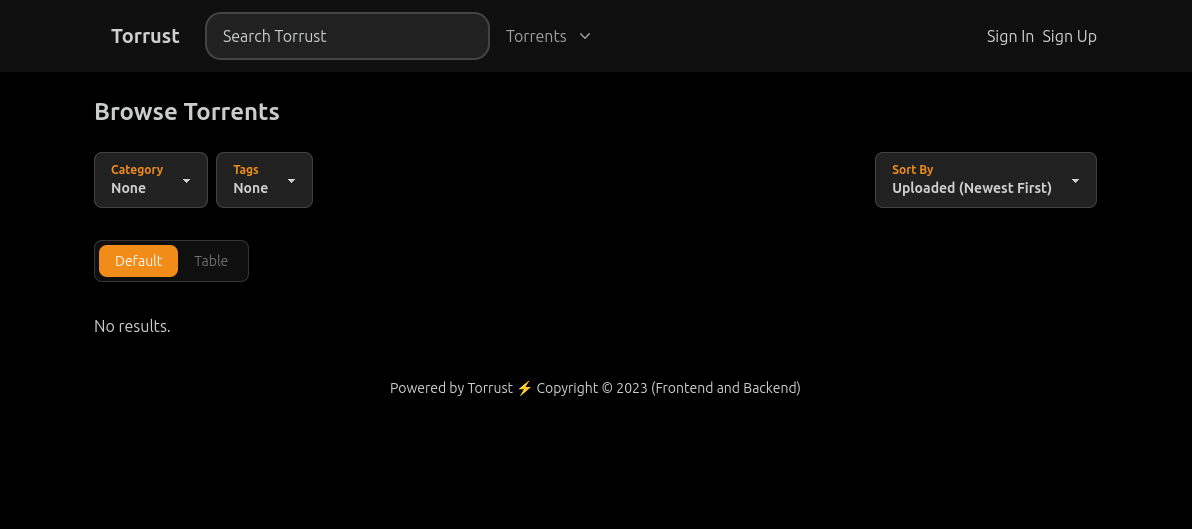 Torrust Search Torrust Torrents Sign In Sign Up
Browse Torrents
Category Tags Sort By
None None Uploaded (Newest First)
Default Table
No results.
Powered by Torrust ⚡ Copyright © 2023 (Frontend and Backend)